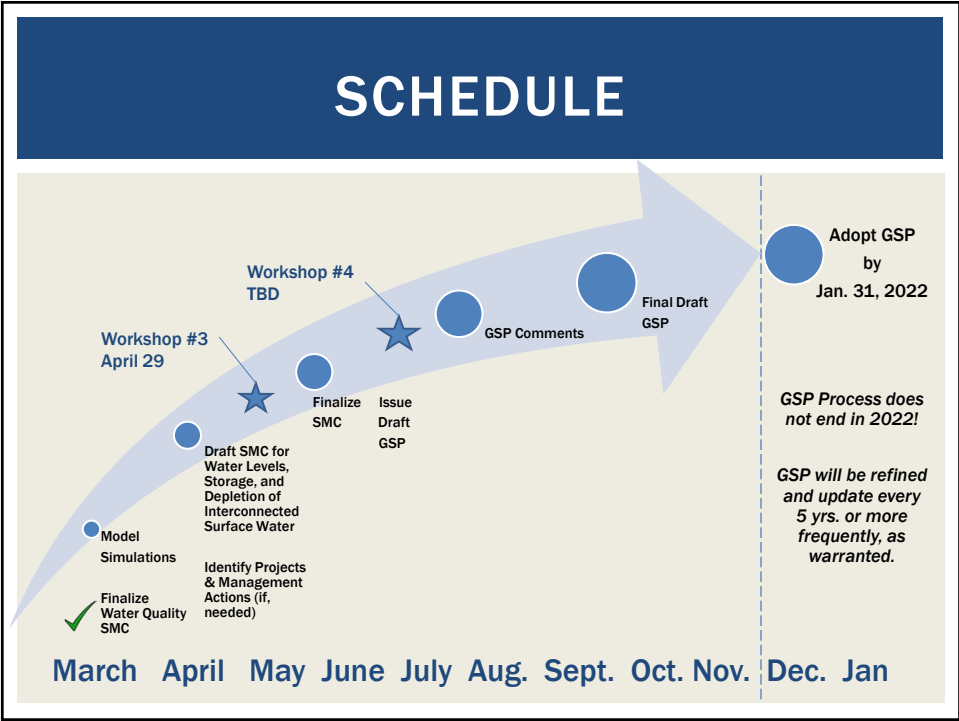 SCHEDULE
Workshop #3
April 29
Workshop #4
TBD
Model
Simulations
Finalize
Water Quality
SMC
Draft SMC for
Water Levels,
Storage, and
Depletion of
Interconnected
Surface Water
Identify Projects
& Management
Actions (if,
needed)
Finalize
SMC
Issue
Draft
GSP
GSP Comments
Final Draft
GSP
Adopt GSP
by
Jan. 31, 2022
GSP Process does
not end in 2022!
GSP will be refined
and update every
5 yrs. or more
frequently, as
warranted.
March April May June July Aug. Sept. Oct. Nov. Dec. Jan